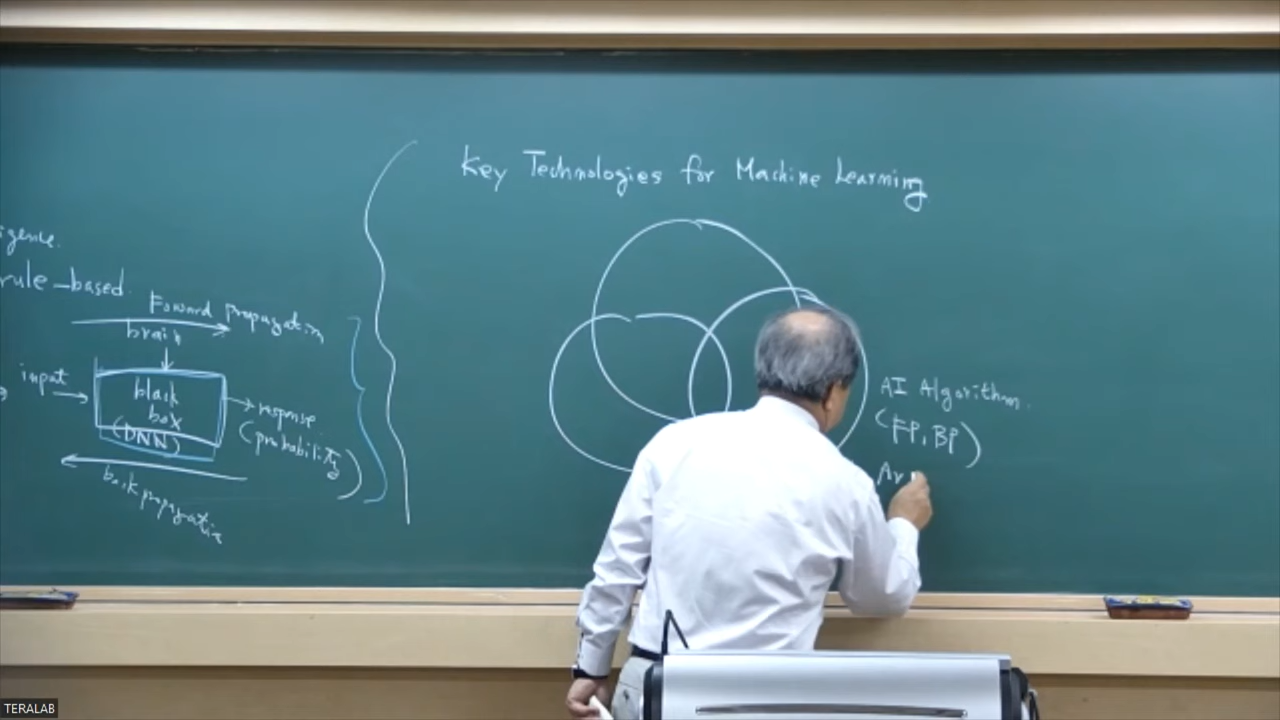 Key Technologies for Machine Learning
rule-based
Forward propagation
brain
input
black
box
(DNN)
response
(probability)
back propagation
AI Algorithm.
(FP, BP)
Ar
TERALAB